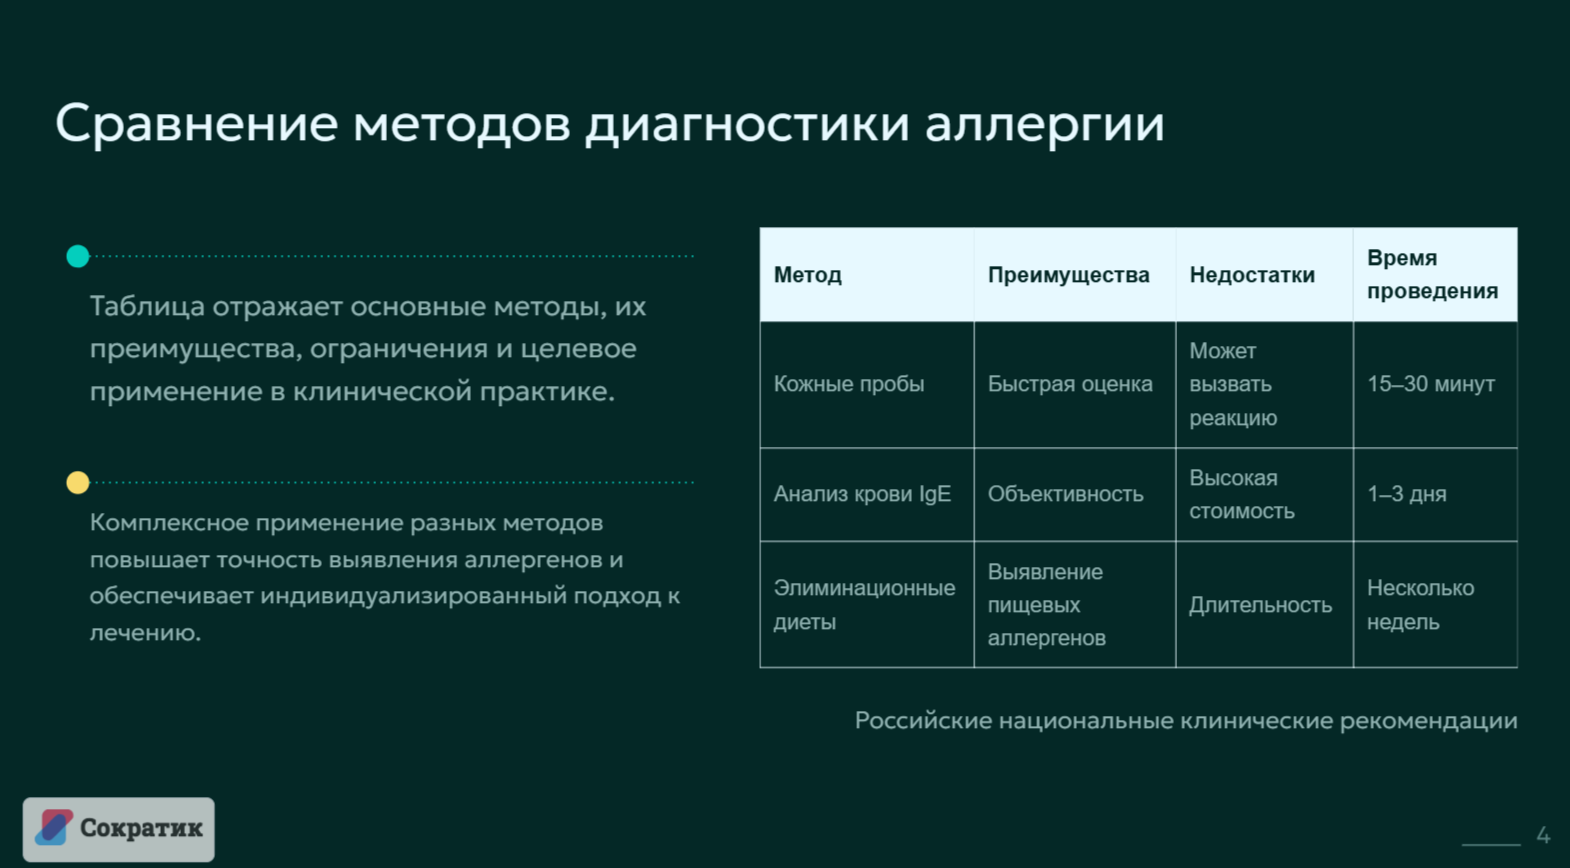 Сравнение методов диагностики аллергии
Таблица отражает основные методы, их
преимущества, ограничения и целевое
применение в клинической практике.
Комплексное применение разных методов
повышает точность выявления аллергенов и
обеспечивает индивидуализированный подход к
лечению.
Метод
Преимущества
Недостатки
Время
проведения
Кожные пробы
Быстрая оценка
Может
вызвать
реакцию
15–30 минут
Анализ крови IgE
Объективность
Высокая
стоимость
1–3 дня
Элиминационные
диеты
Выявление
пищевых
аллергенов
Длительность
Несколько
недель
Российские национальные клинические рекомендации
Сократик
4